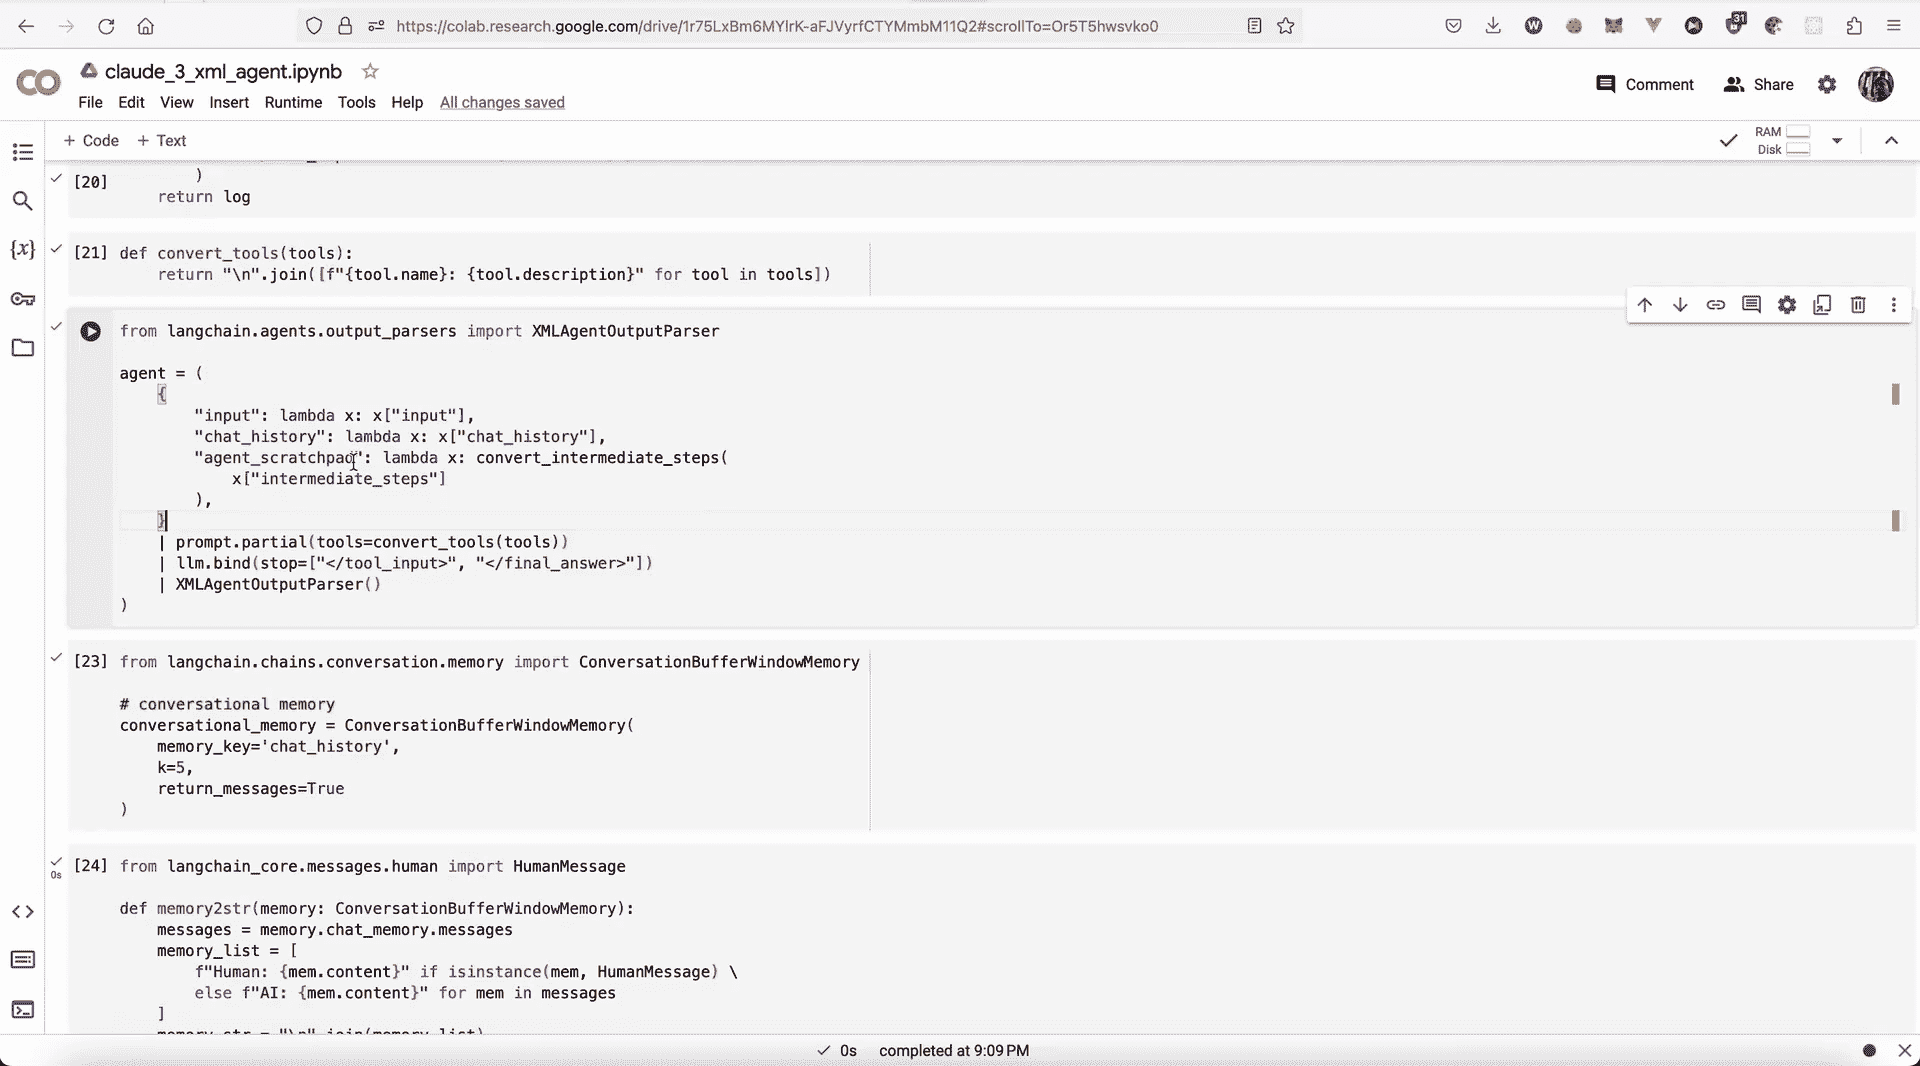 https://colab.research.google.com/drive/1r75LxBm6MYlrK-aFJVyrfCTYMmbM11Q2#scrollTo=Or5T5hwsvko0
31
CO
claude_3_xml_agent.ipynb
Comment
Share
File Edit View Insert Runtime Tools Help All changes saved
+ Code + Text
RAM
Disk
[20]
)
return log
{x}
[21] def convert_tools(tools):
return "\n".join([f"{tool.name}: {tool.description}" for tool in tools])
from langchain.agents.output_parsers import XMLAgentOutputParser
agent = (
{
"input": lambda x: x["input"],
"chat_history": lambda x: x["chat_history"],
"agent_scratchpad": lambda x: convert_intermediate_steps(
x["intermediate_steps"]
),
}
| prompt.partial(tools=convert_tools(tools))
| llm.bind(stop=["</tool_input>", "</final_answer>"])
| XMLAgentOutputParser()
)
[23] from langchain.chains.conversation.memory import ConversationBufferWindowMemory
# conversational memory
conversational_memory = ConversationBufferWindowMemory(
memory_key='chat_history',
k=5,
return_messages=True
)
[24] from langchain_core.messages.human import HumanMessage
0s
def memory2str(memory: ConversationBufferWindowMemory):
messages = memory.chat_memory.messages
memory_list = [
f"Human: {mem.content}" if isinstance(mem, HumanMessage) \
else f"AI: {mem.content}" for mem in messages
]
memory_str = "\n".join(memory_list)
0s completed at 9:09 PM